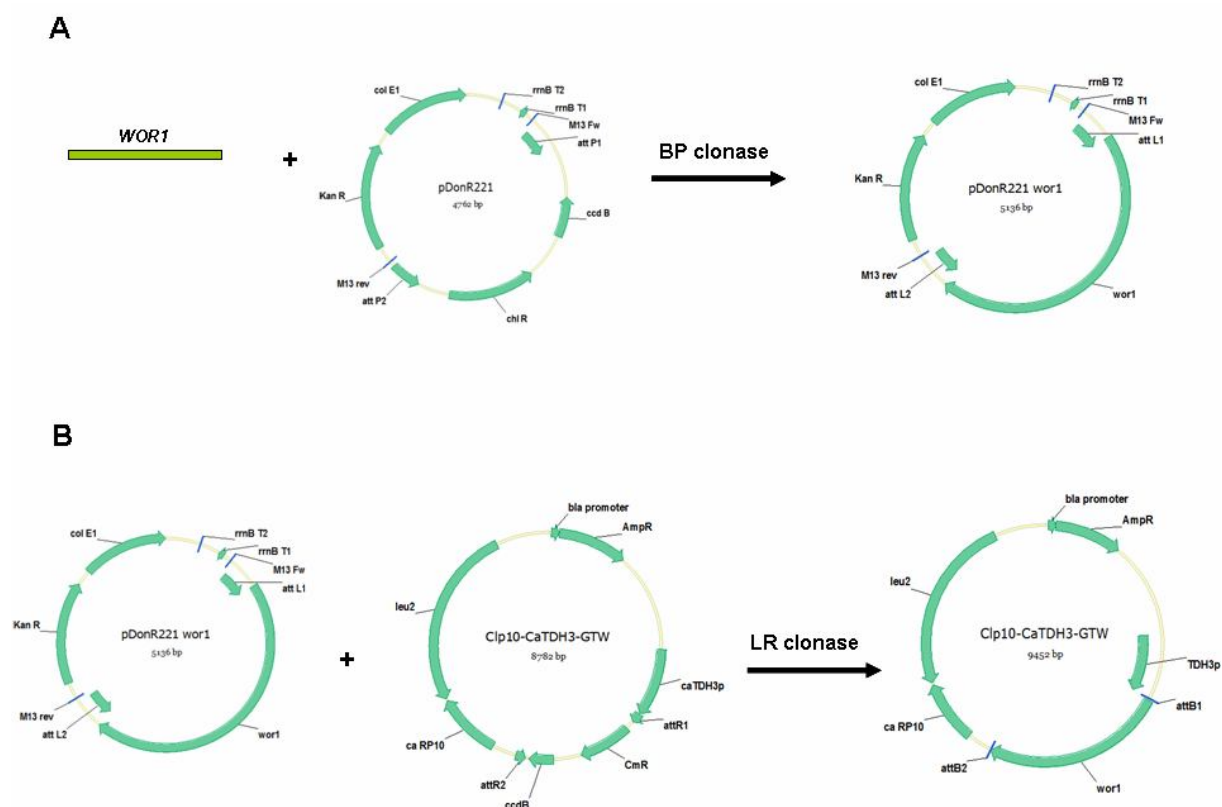 A
WOR1
+
col E1
rrnB T2
rrnB T1
M13 Fw
att P1
pDonR221
4762 bp
Kan R
ccd B
M13 rev
att P2
chl R
BP clonase
col E1
rrnB T2
rrnB T1
M13 Fw
att L1
Kan R
pDonR221 wor1
5136 bp
M13 rev
att L2
wor1
B
col E1
rrnB T2
rrnB T1
M13 Fw
att L1
Kan R
pDonR221 wor1
5136 bp
M13 rev
att L2
wor1
+
bla promoter
AmpR
leu2
Clp10-CaTDH3-GTW
8782 bp
caTDH3p
attR1
ca RP10
CmR
attR2
ccdB
LR clonase
bla promoter
AmpR
leu2
Clp10-CaTDH3-GTW
9452 bp
TDH3p
attB1
ca RP10
attB2
wor1